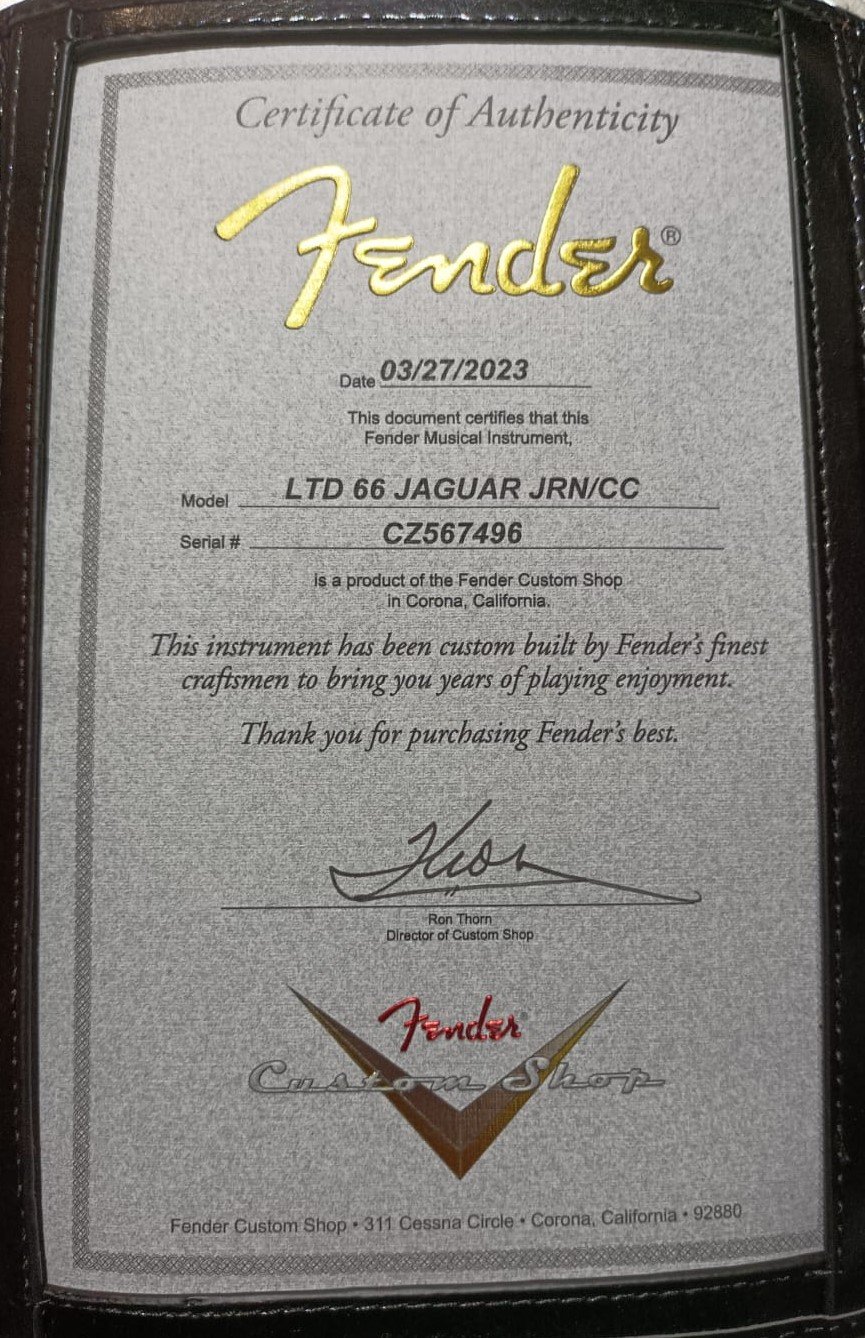 Certificate of Authenticity
Fender®
Date 03/27/2023
This document certifies that this
Fender Musical Instrument,
Model LTD 66 JAGUAR JRN/CC
Serial # CZ567496
is a product of the Fender Custom Shop
in Corona, California.
This instrument has been custom built by Fender's finest
craftsmen to bring you years of playing enjoyment.
Thank you for purchasing Fender's best.
Ron Thorn
Director of Custom Shop
Fender
Custom Shop
Fender Custom Shop • 311 Cessna Circle • Corona, California • 92880